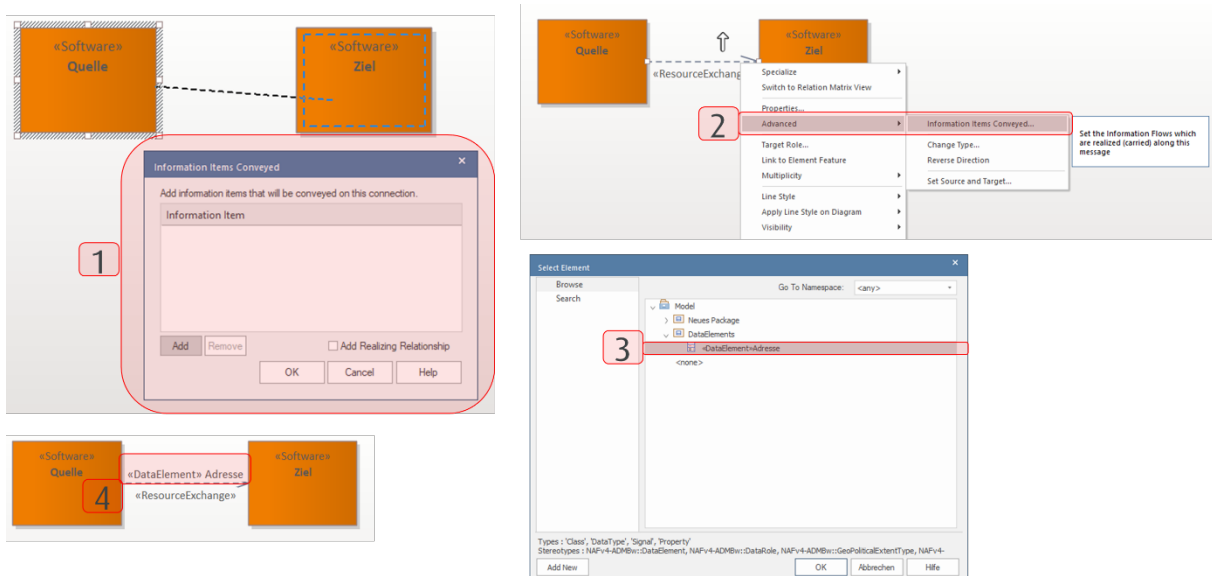 «Software»
Quelle
«Software»
Ziel
Information Items Conveyed
×
Add information items that will be conveyed on this connection.
Information Item
1
Add
Remove
Add Realizing Relationship
OK
Cancel
Help
«Software»
Quelle
«Software»
Ziel
«ResourceExchang
Specialize
Switch to Relation Matrix View
Properties...
2
Advanced
Information Items Conveyed...
Set the Information Flows which
are realized (carried) along this
message
Target Role...
Change Type...
Link to Element Feature
Reverse Direction
Multiplicity
Set Source and Target...
Line Style
Apply Line Style on Diagram
Visibility
Select Element
×
Browse
Search
Go To Namespace:
<any>
Model
Neues Package
DataElements
3
«DataElement»Adresse
<none>
Types : 'Class', 'DataType', 'Signal', 'Property'
Stereotypes : NAFv4-ADMBw::DataElement, NAFv4-ADMBw::DataRole, NAFv4-ADMBw::GeoPoliticalExtentType, NAFv4-
Add New
OK
Abbrechen
Hilfe
«Software»
Quelle
«DataElement» Adresse
«Software»
Ziel
4
«ResourceExchange»